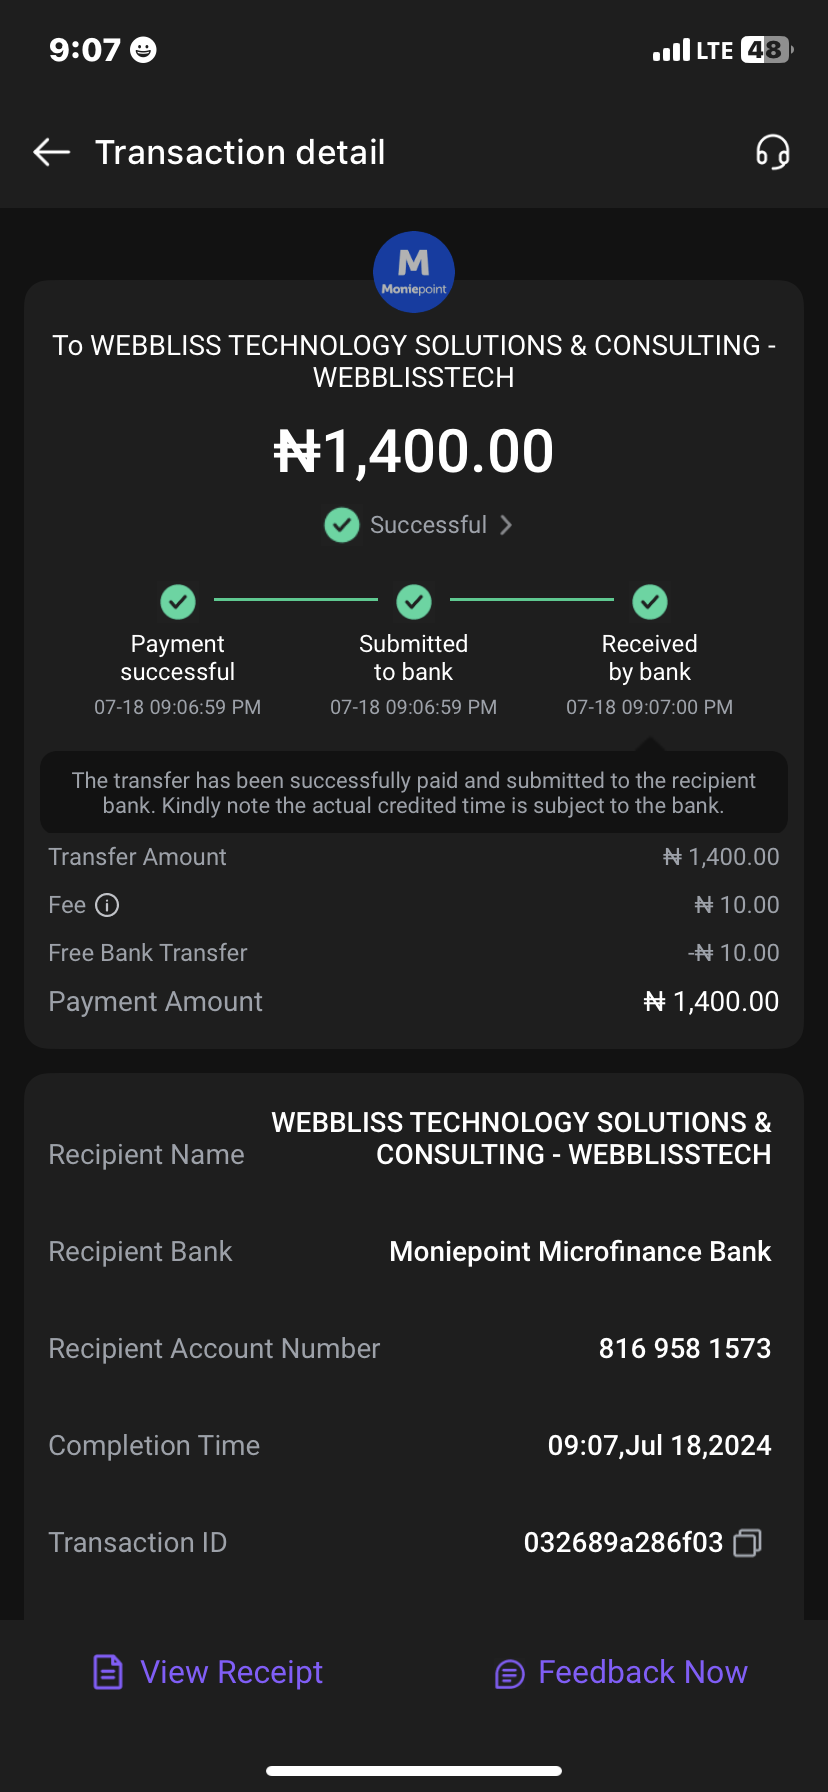 9:07
LTE 48
Transaction detail
M
Moniepoint
To WEBBLISS TECHNOLOGY SOLUTIONS & CONSULTING -
WEBBLISSTECH
₦1,400.00
Successful
Payment
successful
07-18 09:06:59 PM
Submitted
to bank
07-18 09:06:59 PM
Received
by bank
07-18 09:07:00 PM
The transfer has been successfully paid and submitted to the recipient
bank. Kindly note the actual credited time is subject to the bank.
Transfer Amount ₦ 1,400.00
Fee ₦ 10.00
Free Bank Transfer -₦ 10.00
Payment Amount ₦ 1,400.00
Recipient Name WEBBLISS TECHNOLOGY SOLUTIONS &
CONSULTING - WEBBLISSTECH
Recipient Bank Moniepoint Microfinance Bank
Recipient Account Number 816 958 1573
Completion Time 09:07,Jul 18,2024
Transaction ID 032689a286f03
View Receipt Feedback Now